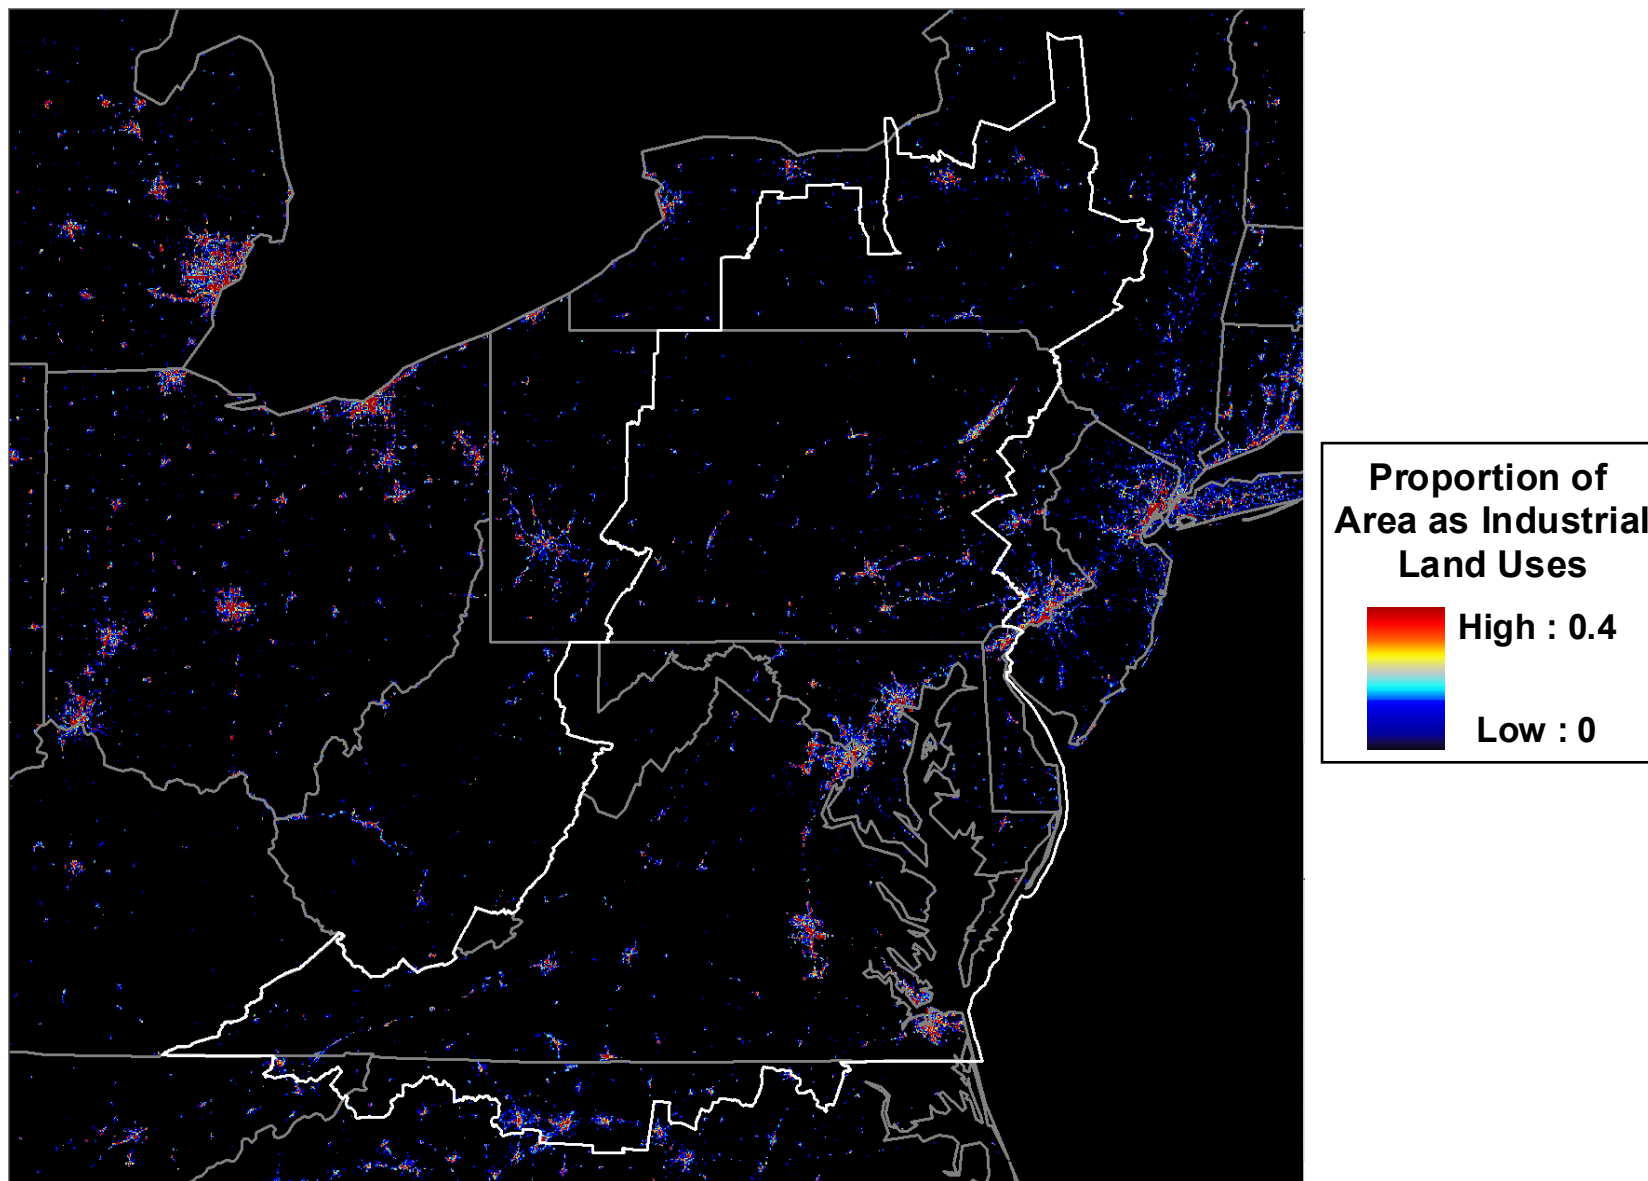 Proportion of
Area as Industrial
Land Uses
High : 0.4
Low : 0